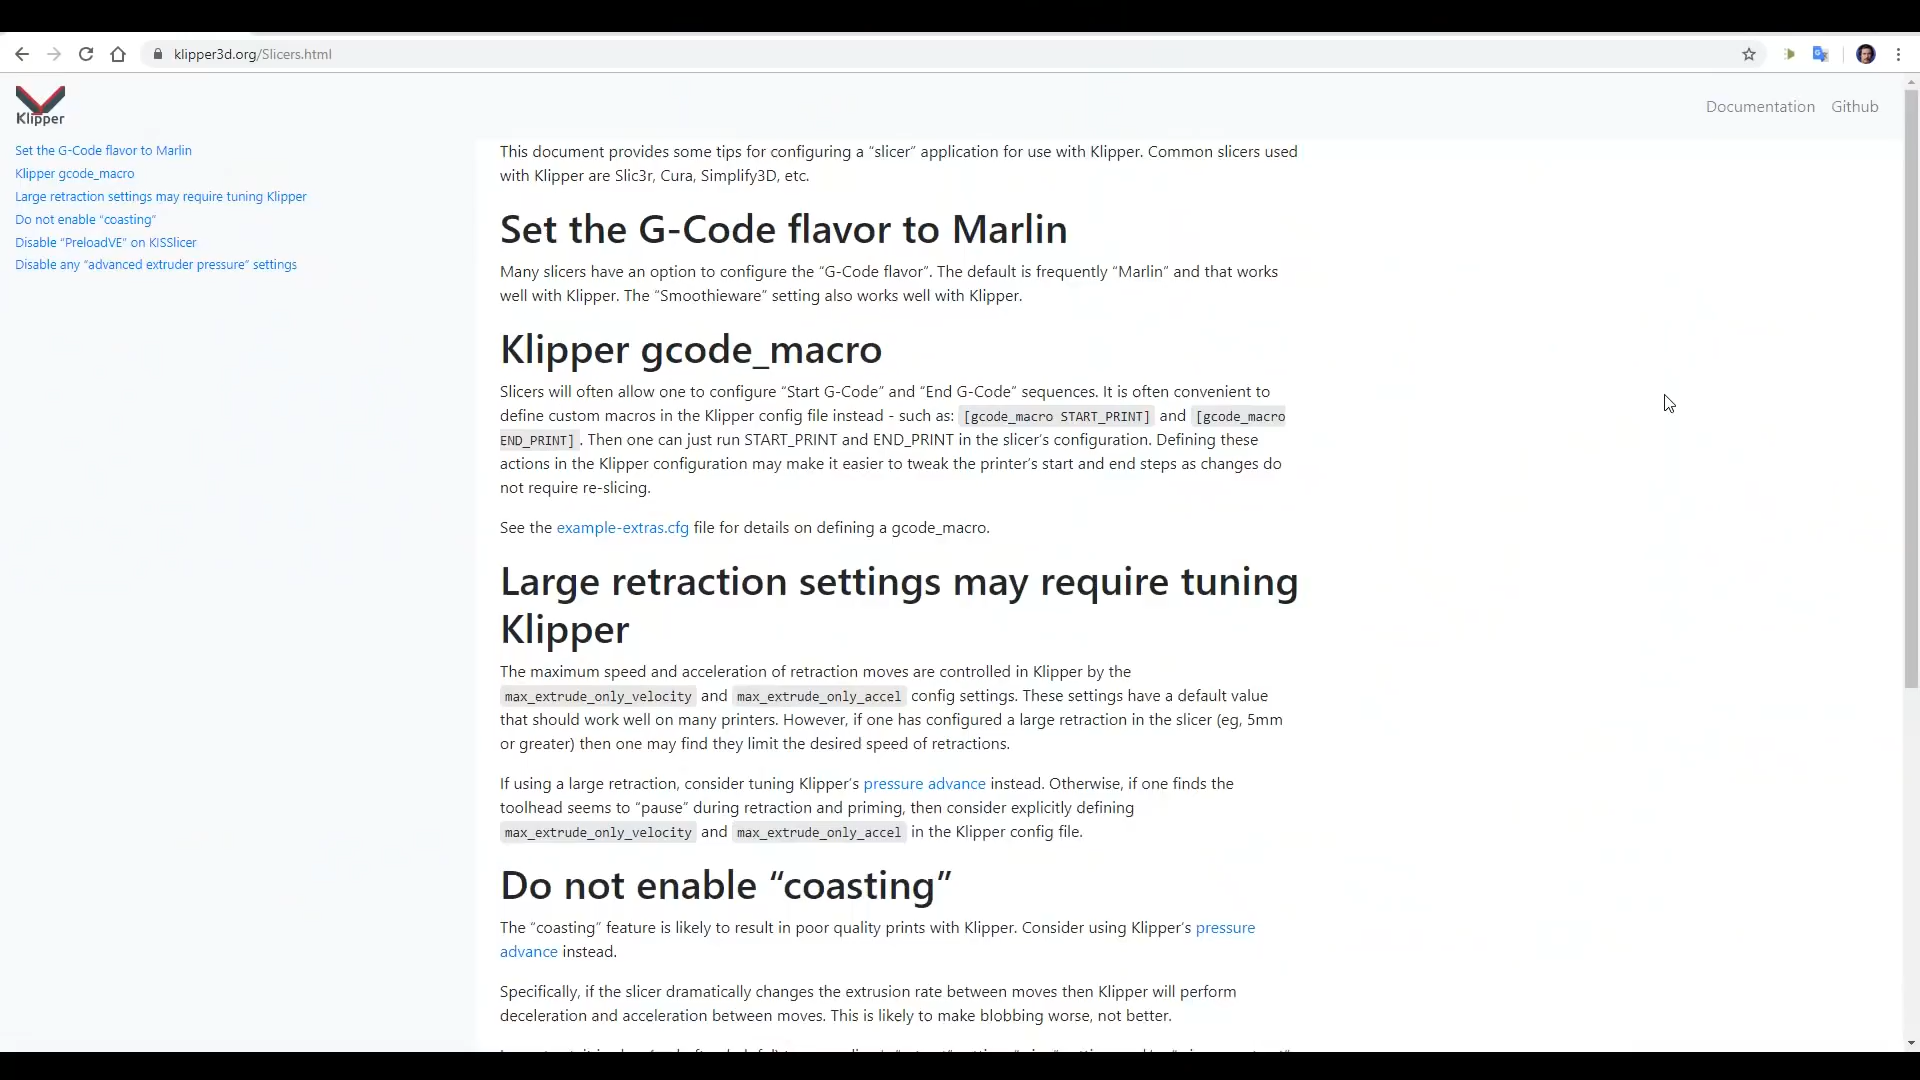 klipper3d.org/Slicers.html
Klipper
Documentation
Github
Set the G-Code flavor to Marlin
Klipper gcode_macro
Large retraction settings may require tuning Klipper
Do not enable “coasting”
Disable “PreloadVE” on KISSlicer
Disable any “advanced extruder pressure” settings
This document provides some tips for configuring a “slicer” application for use with Klipper. Common slicers used
with Klipper are Slic3r, Cura, Simplify3D, etc.
Set the G-Code flavor to Marlin
Many slicers have an option to configure the “G-Code flavor”. The default is frequently “Marlin” and that works
well with Klipper. The “Smoothieware” setting also works well with Klipper.
Klipper gcode_macro
Slicers will often allow one to configure “Start G-Code” and “End G-Code” sequences. It is often convenient to
define custom macros in the Klipper config file instead - such as: [gcode_macro START_PRINT] and [gcode_macro
END_PRINT]. Then one can just run START_PRINT and END_PRINT in the slicer’s configuration. Defining these
actions in the Klipper configuration may make it easier to tweak the printer’s start and end steps as changes do
not require re-slicing.
See the example-extras.cfg file for details on defining a gcode_macro.
Large retraction settings may require tuning
Klipper
The maximum speed and acceleration of retraction moves are controlled in Klipper by the
max_extrude_only_velocity and max_extrude_only_accel config settings. These settings have a default value
that should work well on many printers. However, if one has configured a large retraction in the slicer (eg, 5mm
or greater) then one may find they limit the desired speed of retractions.
If using a large retraction, consider tuning Klipper’s pressure advance instead. Otherwise, if one finds the
toolhead seems to “pause” during retraction and priming, then consider explicitly defining
max_extrude_only_velocity and max_extrude_only_accel in the Klipper config file.
Do not enable “coasting”
The “coasting” feature is likely to result in poor quality prints with Klipper. Consider using Klipper’s pressure
advance instead.
Specifically, if the slicer dramatically changes the extrusion rate between moves then Klipper will perform
deceleration and acceleration between moves. This is likely to make blobbing worse, not better.